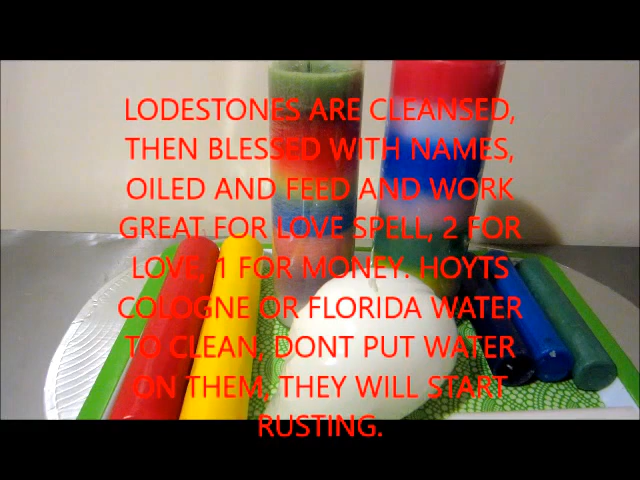 LODESTONES ARE CLEANSED,
THEN BLESSED WITH NAMES,
OILED AND FEED AND WORK
GREAT FOR LOVE SPELL, 2 FOR
LOVE, 1 FOR MONEY. HOYTS
COLOGNE OR FLORIDA WATER
TO CLEAN, DONT PUT WATER
ON THEM, THEY WILL START
RUSTING.